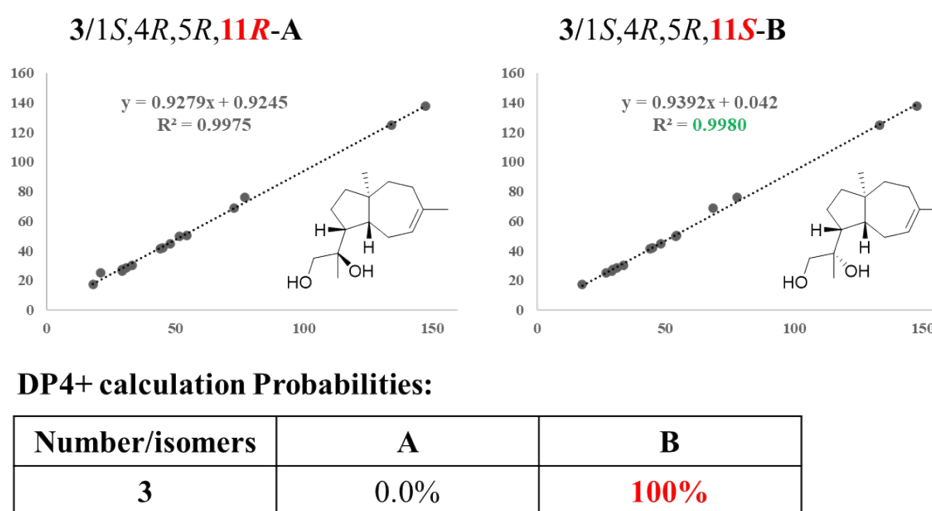 3/1S,4R,5R,11R-A
3/1S,4R,5R,11S-B
160
140
120
100
80
60
40
20
0
0
50
100
150
y = 0.9279x + 0.9245
R² = 0.9975
H
H
OH
HO
160
140
120
100
80
60
40
20
0
0
50
100
150
y = 0.9392x + 0.042
R² = 0.9980
H
H
OH
HO
DP4+ calculation Probabilities:
Number/isomers A B
3 0.0% 100%